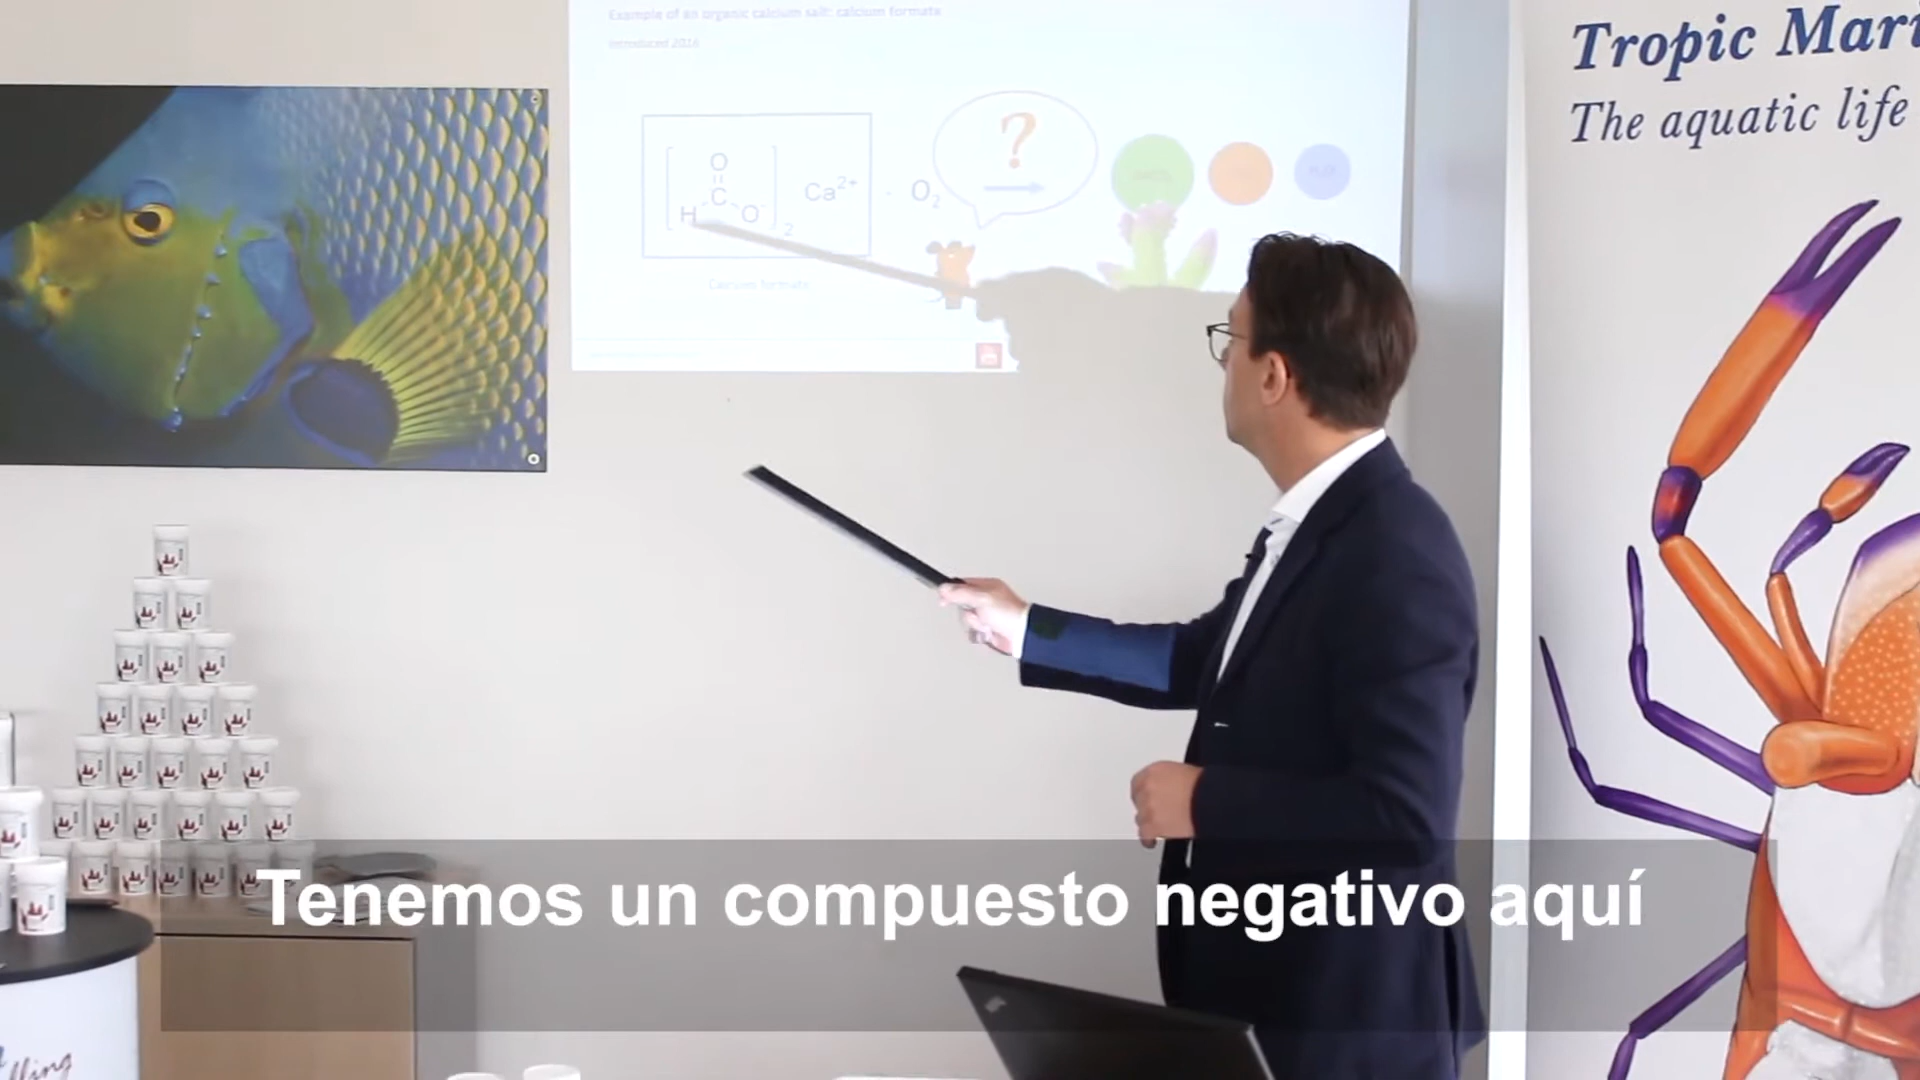 Example of an organic calcium salt: calcium formate
Introduced 2016
O
C
H
O
2
Ca2+
O2
?
Calcium formate
Tropic Mari
The aquatic life
Tenemos un compuesto negativo aquí